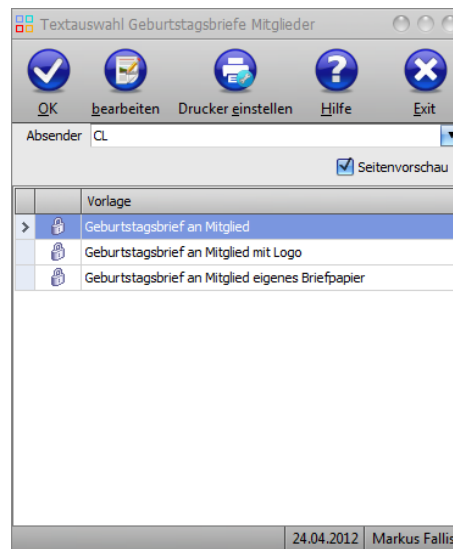 Textauswahl Geburtstagsbriefe Mitglieder
OK bearbeiten Drucker einstellen Hilfe Exit
Absender CL
Seitenvorschau
Vorlage
Geburtstagsbrief an Mitglied
Geburtstagsbrief an Mitglied mit Logo
Geburtstagsbrief an Mitglied eigenes Briefpapier
24.04.2012 Markus Fallis